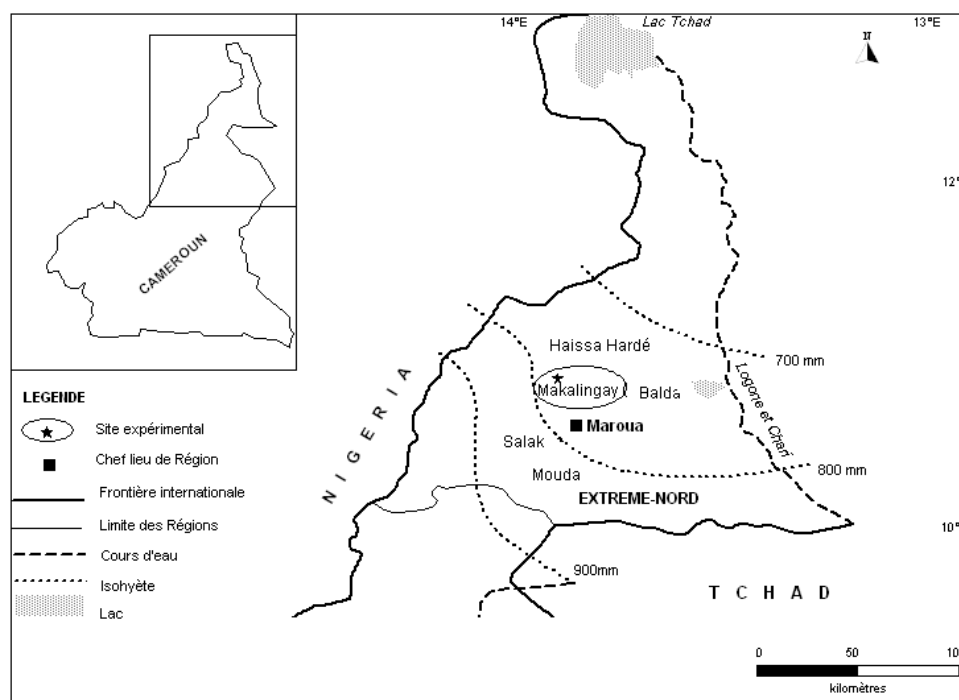 14°E
Lac Tchad
13°E
N
12°
CAMEROUN
700 mm
Haissa Hardé
Makalingay
Balda
Maroua
Salak
Mouda
800 mm
EXTREME-NORD
Logone et Chari
NIGERIA
10°
900mm
TCHAD
LEGENDE
Site expérimental
Chef lieu de Région
Frontière internationale
Limite des Régions
Cours d'eau
Isohyète
Lac
0 50 10
kilomètres